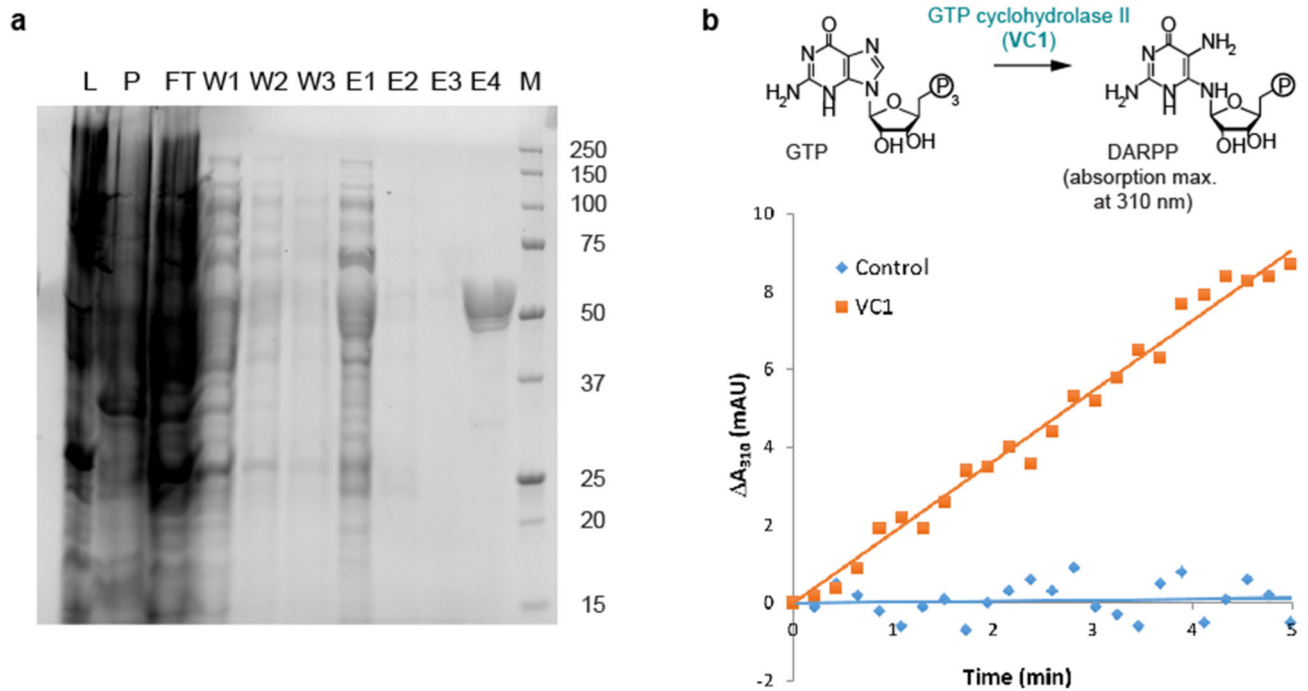 a
L P FT W1 W2 W3 E1 E2 E3 E4 M
250
150
100
75
50
37
25
20
15
b
GTP cyclohydrolase II
(VC1)
O
N
N
H₂N
N
H
N
O
P
3
OH
OH
GTP
O
N
NH₂
H₂N
N
H
NH
O
P
OH
OH
DARPP
(absorption max.
at 310 nm)
10
8
6
4
2
0
-2
ΔA₃₁₀ (mAU)
Control
VC1
0 1 2 3 4 5
Time (min)